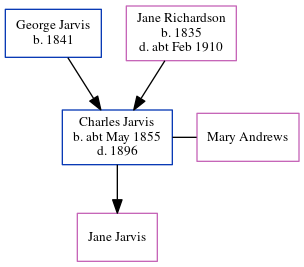 George Jarvis
b. 1841
Jane Richardson
b. 1835
d. abt Feb 1910
Charles Jarvis
b. abt May 1855
d. 1896
Mary Andrews
Jane Jarvis